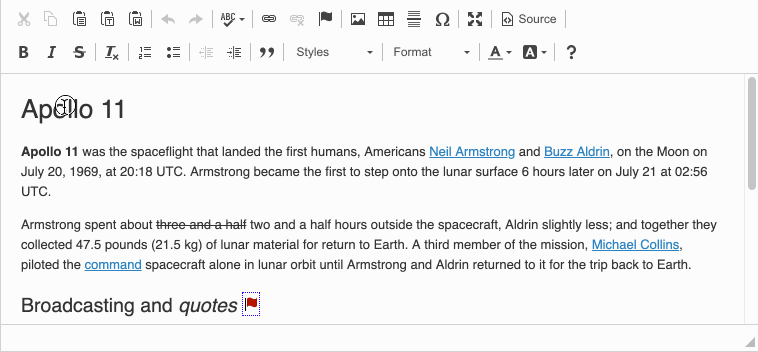 ABC Source
B I S Tx Styles Format A A ?
Apollo 11
Apollo 11 was the spaceflight that landed the first humans, Americans Neil Armstrong and Buzz Aldrin, on the Moon on
July 20, 1969, at 20:18 UTC. Armstrong became the first to step onto the lunar surface 6 hours later on July 21 at 02:56
UTC.
Armstrong spent about three and a half two and a half hours outside the spacecraft, Aldrin slightly less; and together they
collected 47.5 pounds (21.5 kg) of lunar material for return to Earth. A third member of the mission, Michael Collins,
piloted the command spacecraft alone in lunar orbit until Armstrong and Aldrin returned to it for the trip back to Earth.
Broadcasting and quotes